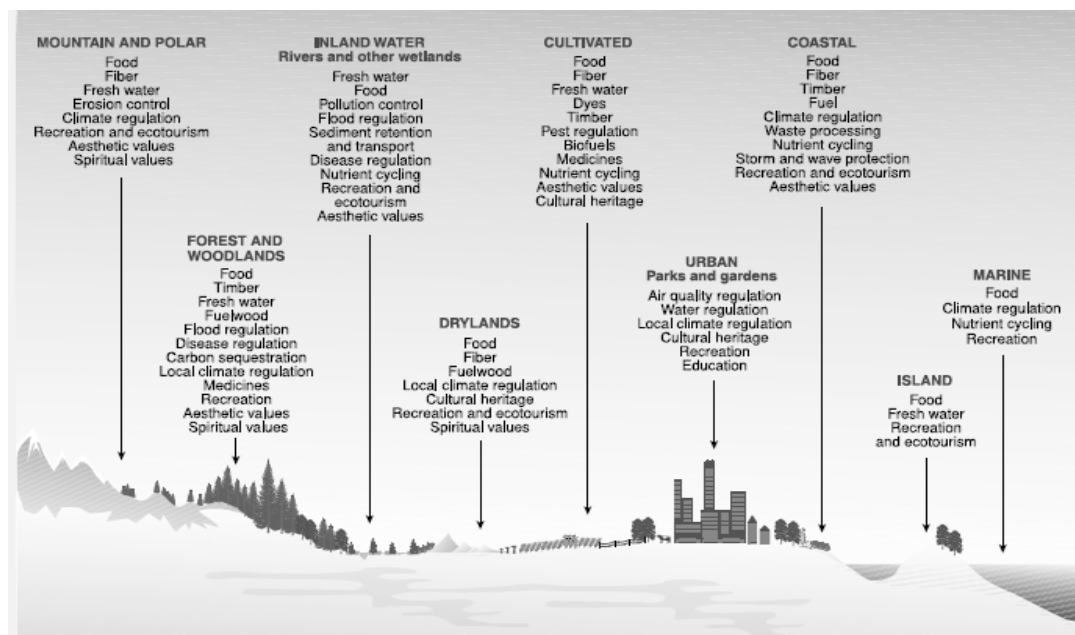 MOUNTAIN AND POLAR
Food
Fiber
Fresh water
Erosion control
Climate regulation
Recreation and ecotourism
Aesthetic values
Spiritual values
FOREST AND
WOODLANDS
Food
Timber
Fresh water
Fuelwood
Flood regulation
Disease regulation
Carbon sequestration
Local climate regulation
Medicines
Recreation
Aesthetic values
Spiritual values
INLAND WATER
Rivers and other wetlands
Fresh water
Food
Pollution control
Flood regulation
Sediment retention
and transport
Disease regulation
Nutrient cycling
Recreation and
ecotourism
Aesthetic values
DRYLANDS
Food
Fiber
Fuelwood
Local climate regulation
Cultural heritage
Recreation and ecotourism
Spiritual values
CULTIVATED
Food
Fiber
Fresh water
Dyes
Timber
Pest regulation
Biofuels
Medicines
Nutrient cycling
Aesthetic values
Cultural heritage
URBAN
Parks and gardens
Air quality regulation
Water regulation
Local climate regulation
Cultural heritage
Recreation
Education
COASTAL
Food
Fiber
Timber
Fuel
Climate regulation
Waste processing
Nutrient cycling
Storm and wave protection
Recreation and ecotourism
Aesthetic values
ISLAND
Food
Fresh water
Recreation
and ecotourism
MARINE
Food
Climate regulation
Nutrient cycling
Recreation